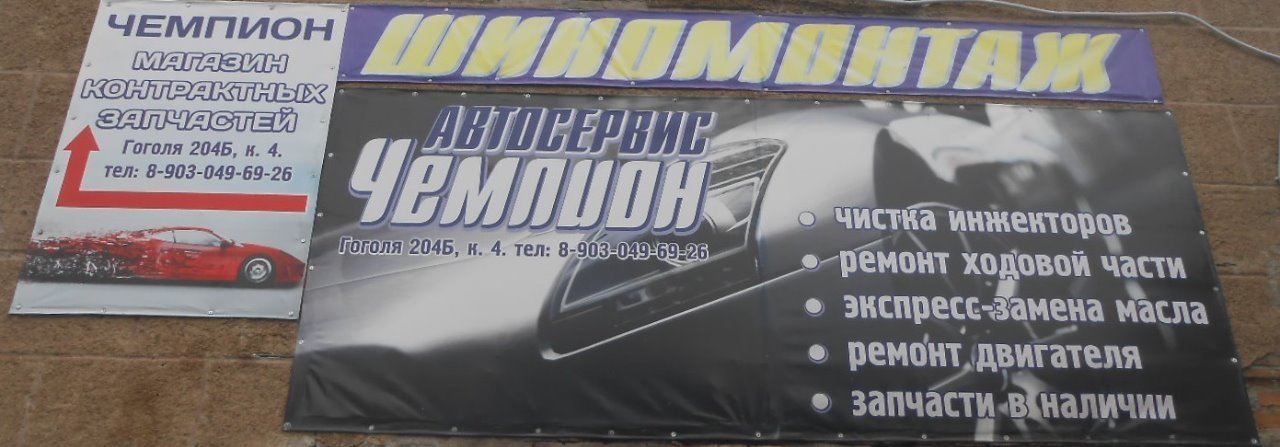 ЧЕМПИОН
МАГАЗИН
КОНТРАКТНЫХ
ЗАПЧАСТЕЙ
Гоголя 204Б, к. 4.
тел: 8-903-049-69-26
ШИНОМОНТАЖ
АВТОСЕРВИС
Чемпион
Гоголя 204Б, к. 4. тел: 8-903-049-69-26
• чистка инжекторов
• ремонт ходовой части
• экспресс-замена масла
• ремонт двигателя
• запчасти в наличии